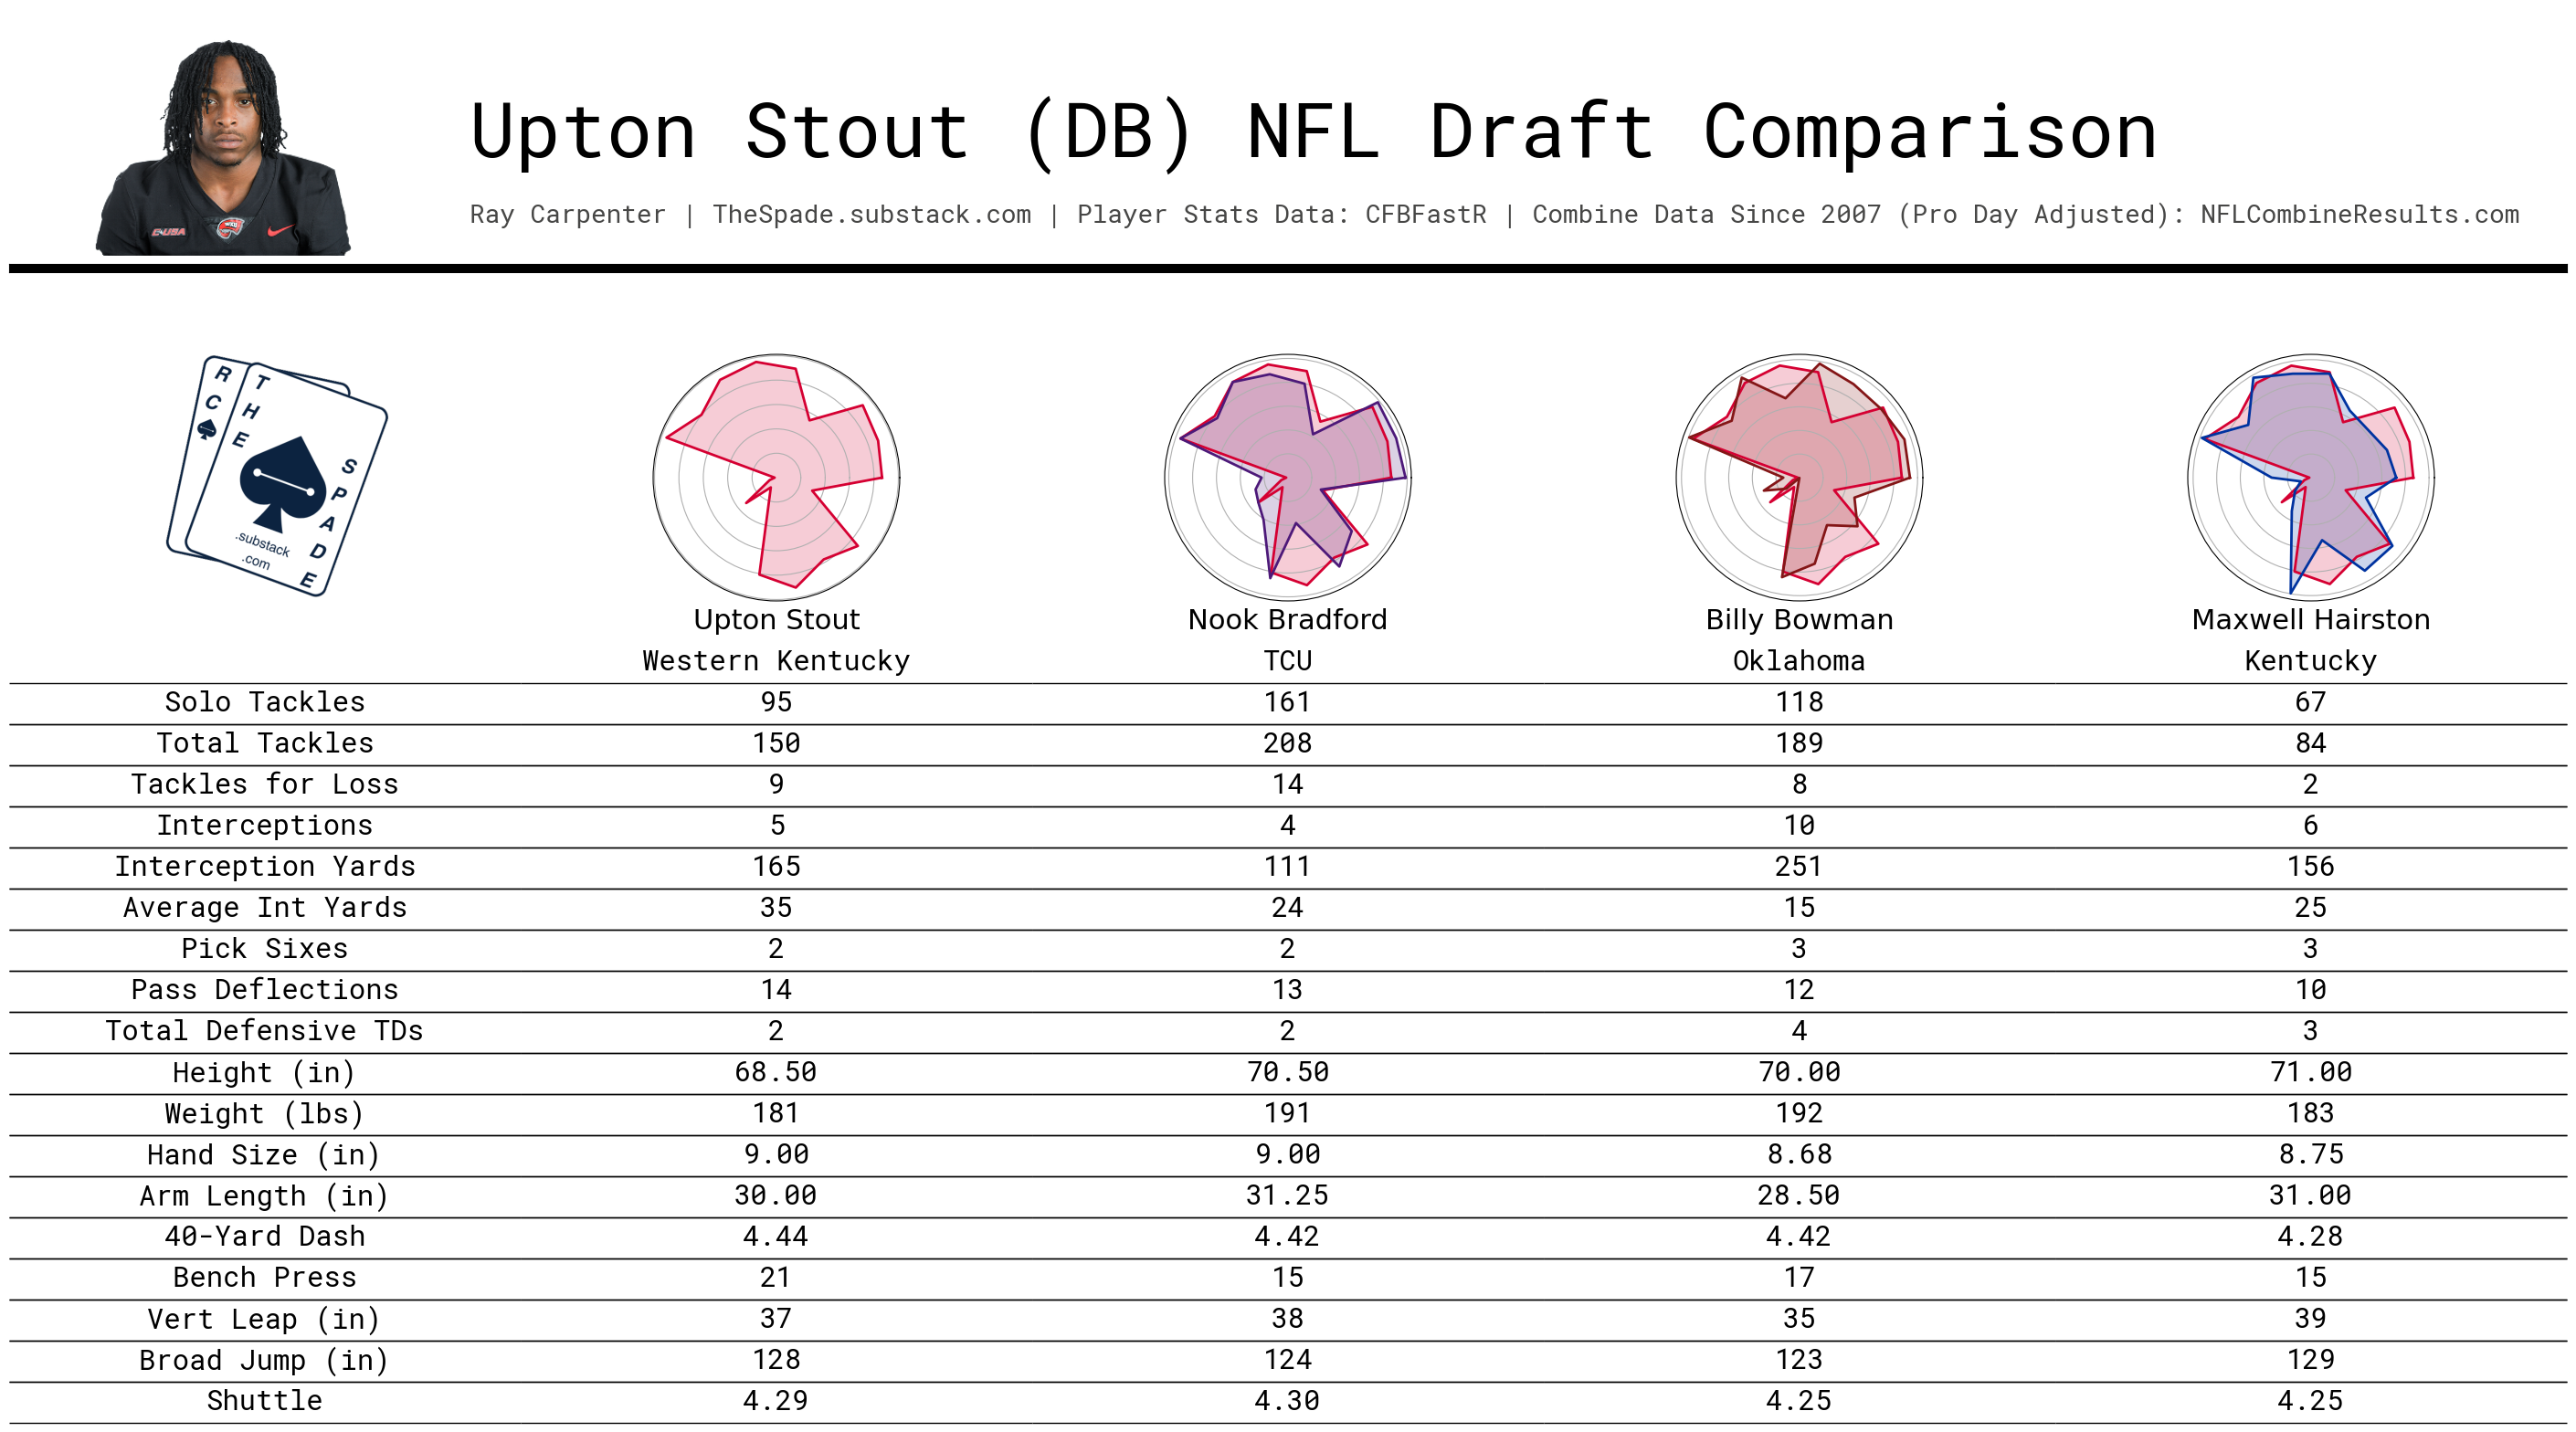 Upton Stout (DB) NFL Draft Comparison
Ray Carpenter | TheSpade.substack.com | Player Stats Data: CFBFastR | Combine Data Since 2007 (Pro Day Adjusted): NFLCombineResults.com
E-USA
RC
THE
SPADE
.substack
.com
Upton Stout Nook Bradford Billy Bowman Maxwell Hairston
Western Kentucky TCU Oklahoma Kentucky
Solo Tackles 95 161 118 67
Total Tackles 150 208 189 84
Tackles for Loss 9 14 8 2
Interceptions 5 4 10 6
Interception Yards 165 111 251 156
Average Int Yards 35 24 15 25
Pick Sixes 2 2 3 3
Pass Deflections 14 13 12 10
Total Defensive TDs 2 2 4 3
Height (in) 68.50 70.50 70.00 71.00
Weight (lbs) 181 191 192 183
Hand Size (in) 9.00 9.00 8.68 8.75
Arm Length (in) 30.00 31.25 28.50 31.00
40-Yard Dash 4.44 4.42 4.42 4.28
Bench Press 21 15 17 15
Vert Leap (in) 37 38 35 39
Broad Jump (in) 128 124 123 129
Shuttle 4.29 4.30 4.25 4.25